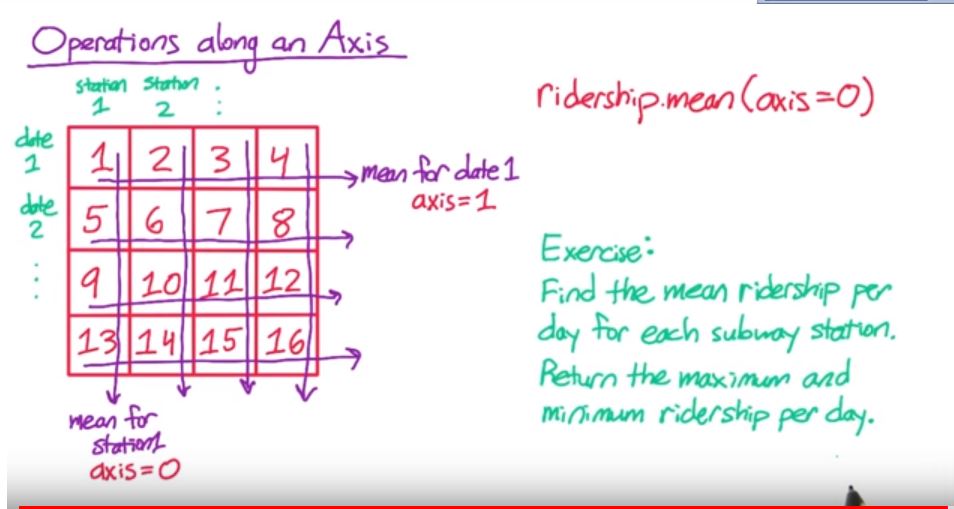 Operations along an Axis
station station .
1 2 :
date
1
1 2 3 4
mean for date 1
axis=1
date
2
5 6 7 8
⋮
9 10 11 12
13 14 15 16
mean for
station1
axis=0
ridership.mean(axis=0)
Exercise:
Find the mean ridership per
day for each subway station.
Return the maximum and
minimum ridership per day.